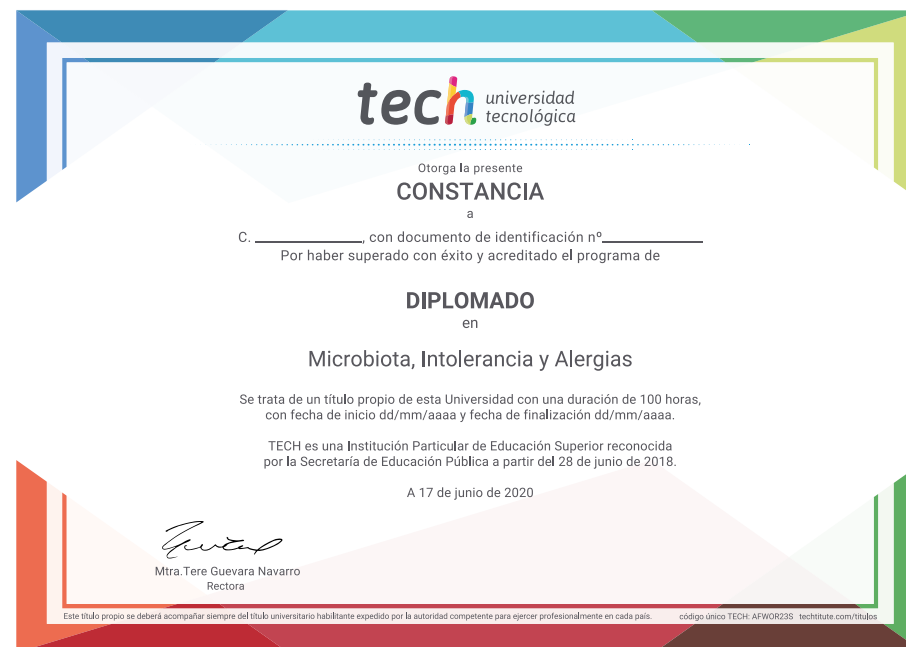 tech universidad
tecnológica
Otorga la presente
CONSTANCIA
a
C. ______________, con documento de identificación nº______________
Por haber superado con éxito y acreditado el programa de
DIPLOMADO
en
Microbiota, Intolerancia y Alergias
Se trata de un título propio de esta Universidad con una duración de 100 horas,
con fecha de inicio dd/mm/aaaa y fecha de finalización dd/mm/aaaa.
TECH es una Institución Particular de Educación Superior reconocida
por la Secretaría de Educación Pública a partir del 28 de junio de 2018.
A 17 de junio de 2020
Mtra.Tere Guevara Navarro
Rectora
Este título propio se deberá acompañar siempre del título universitario habilitante expedido por la autoridad competente para ejercer profesionalmente en cada país. código único TECH: AFWOR23S techtitute.com/titulos